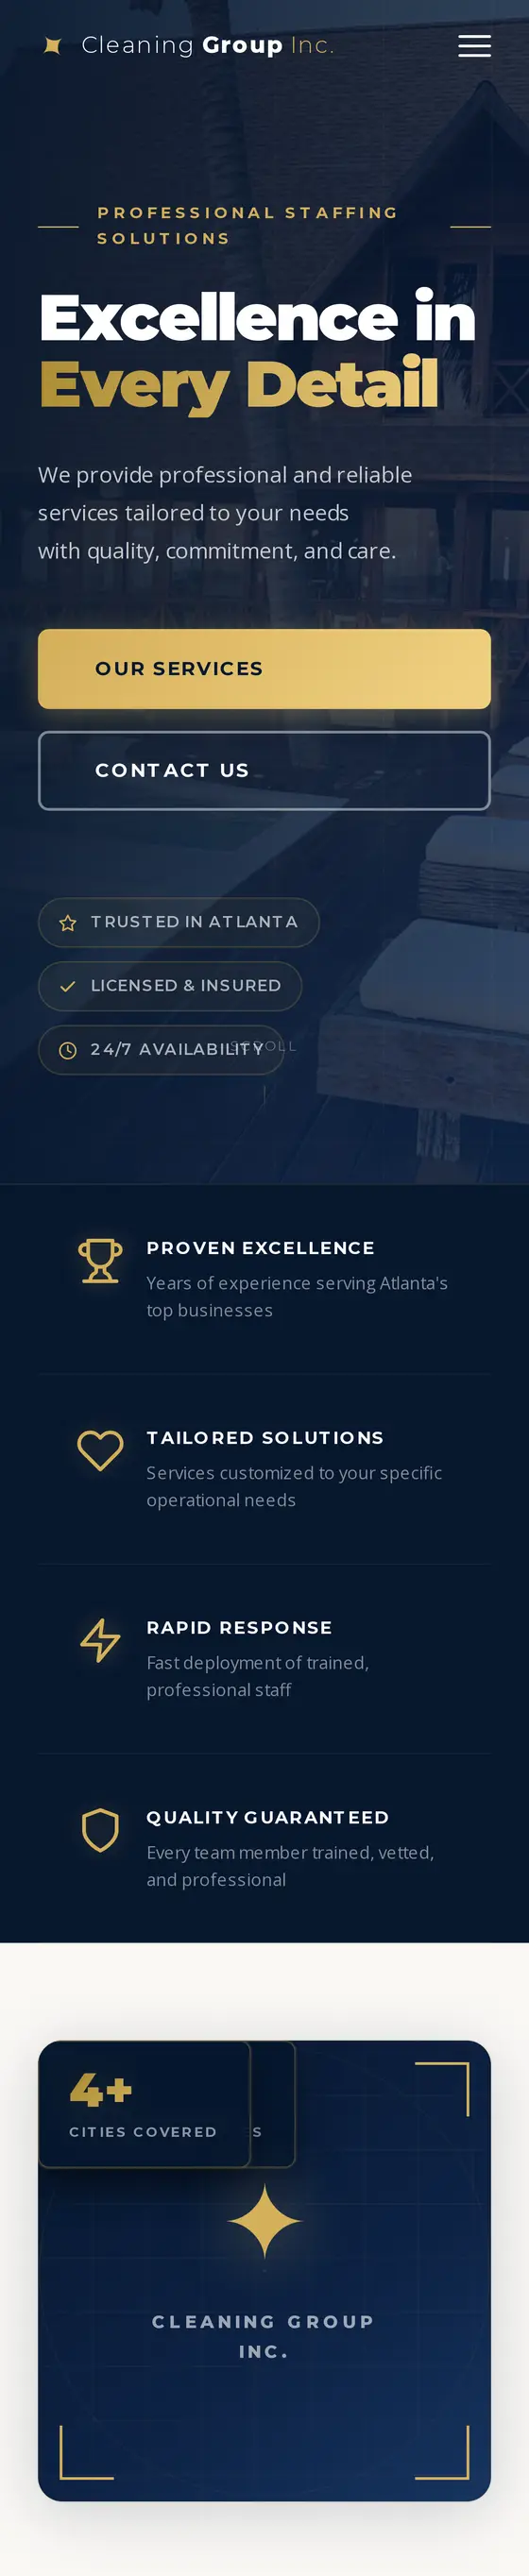 Cleaning Group Inc.
PROFESSIONAL STAFFING
SOLUTIONS
Excellence in
Every Detail
We provide professional and reliable
services tailored to your needs
with quality, commitment, and care.
OUR SERVICES
CONTACT US
TRUSTED IN ATLANTA
LICENSED & INSURED
24/7 AVAILABILITY
SCROLL
PROVEN EXCELLENCE
Years of experience serving Atlanta's
top businesses
TAILORED SOLUTIONS
Services customized to your specific
operational needs
RAPID RESPONSE
Fast deployment of trained,
professional staff
QUALITY GUARANTEED
Every team member trained, vetted,
and professional
4+
CITIES COVERED
CLEANING GROUP
INC.